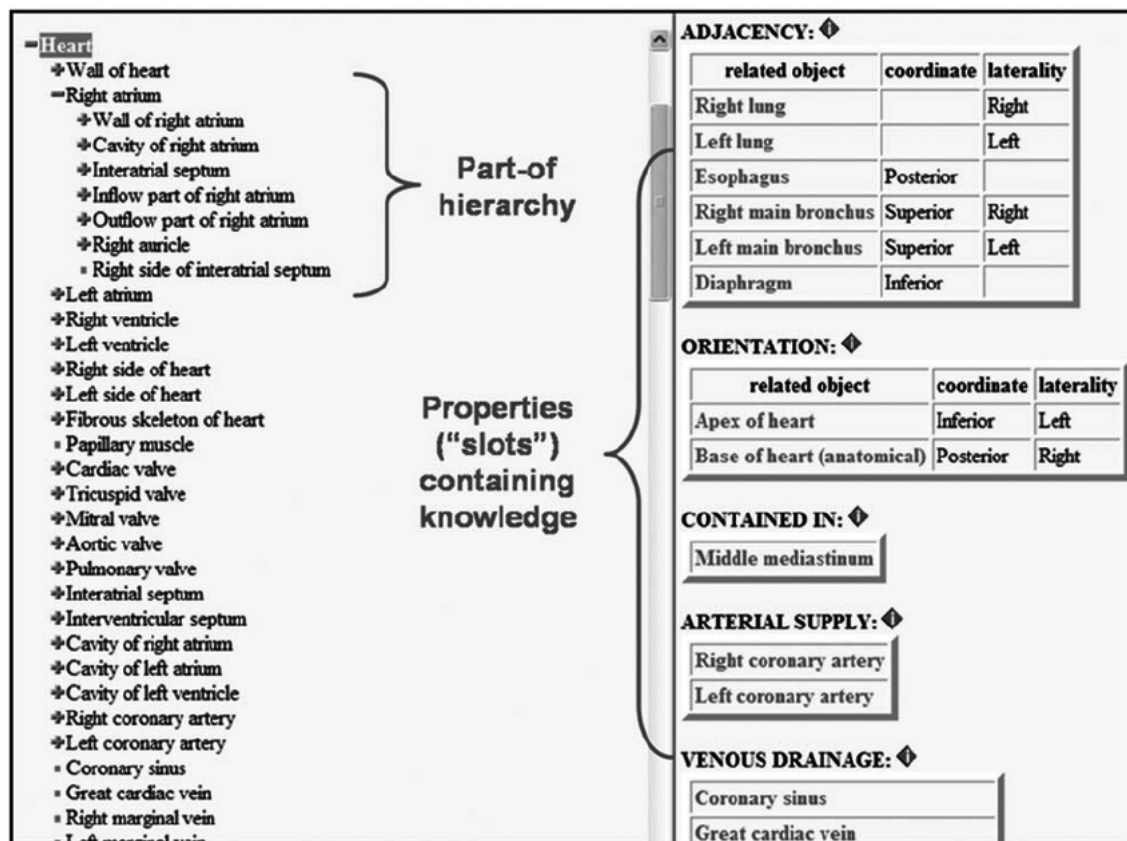 Heart
Wall of heart
Right atrium
Wall of right atrium
Cavity of right atrium
Interatrial septum
Inflow part of right atrium
Outflow part of right atrium
Right auricle
Right side of interatrial septum
Left atrium
Right ventricle
Left ventricle
Right side of heart
Left side of heart
Fibrous skeleton of heart
Papillary muscle
Cardiac valve
Tricuspid valve
Mitral valve
Aortic valve
Pulmonary valve
Interatrial septum
Interventricular septum
Cavity of right atrium
Cavity of left atrium
Cavity of left ventricle
Right coronary artery
Left coronary artery
Coronary sinus
Great cardiac vein
Right marginal vein
Left marginal vein
Part-of
hierarchy
Properties
(“slots”)
containing
knowledge
ADJACENCY:
related object coordinate laterality
Right lung Right
Left lung Left
Esophagus Posterior
Right main bronchus Superior Right
Left main bronchus Superior Left
Diaphragm Inferior
ORIENTATION:
related object coordinate laterality
Apex of heart Inferior Left
Base of heart (anatomical) Posterior Right
CONTAINED IN:
Middle mediastinum
ARTERIAL SUPPLY:
Right coronary artery
Left coronary artery
VENOUS DRAINAGE:
Coronary sinus
Great cardiac vein